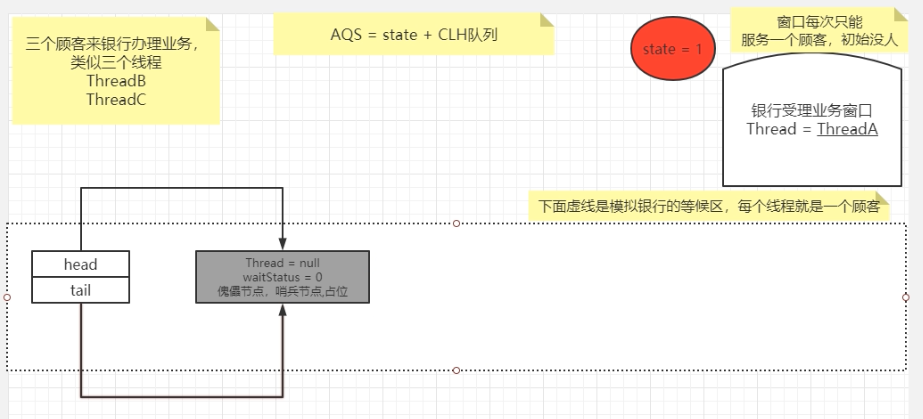 三个顾客来银行办理业务，
类似三个线程
ThreadB
ThreadC
AQS = state + CLH队列
state = 1
窗口每次只能
服务一个顾客，初始没人
银行受理业务窗口
Thread = ThreadA
下面虚线是模拟银行的等候区，每个线程就是一个顾客
head
tail
Thread = null
waitStatus = 0
傀儡节点、哨兵节点,占位